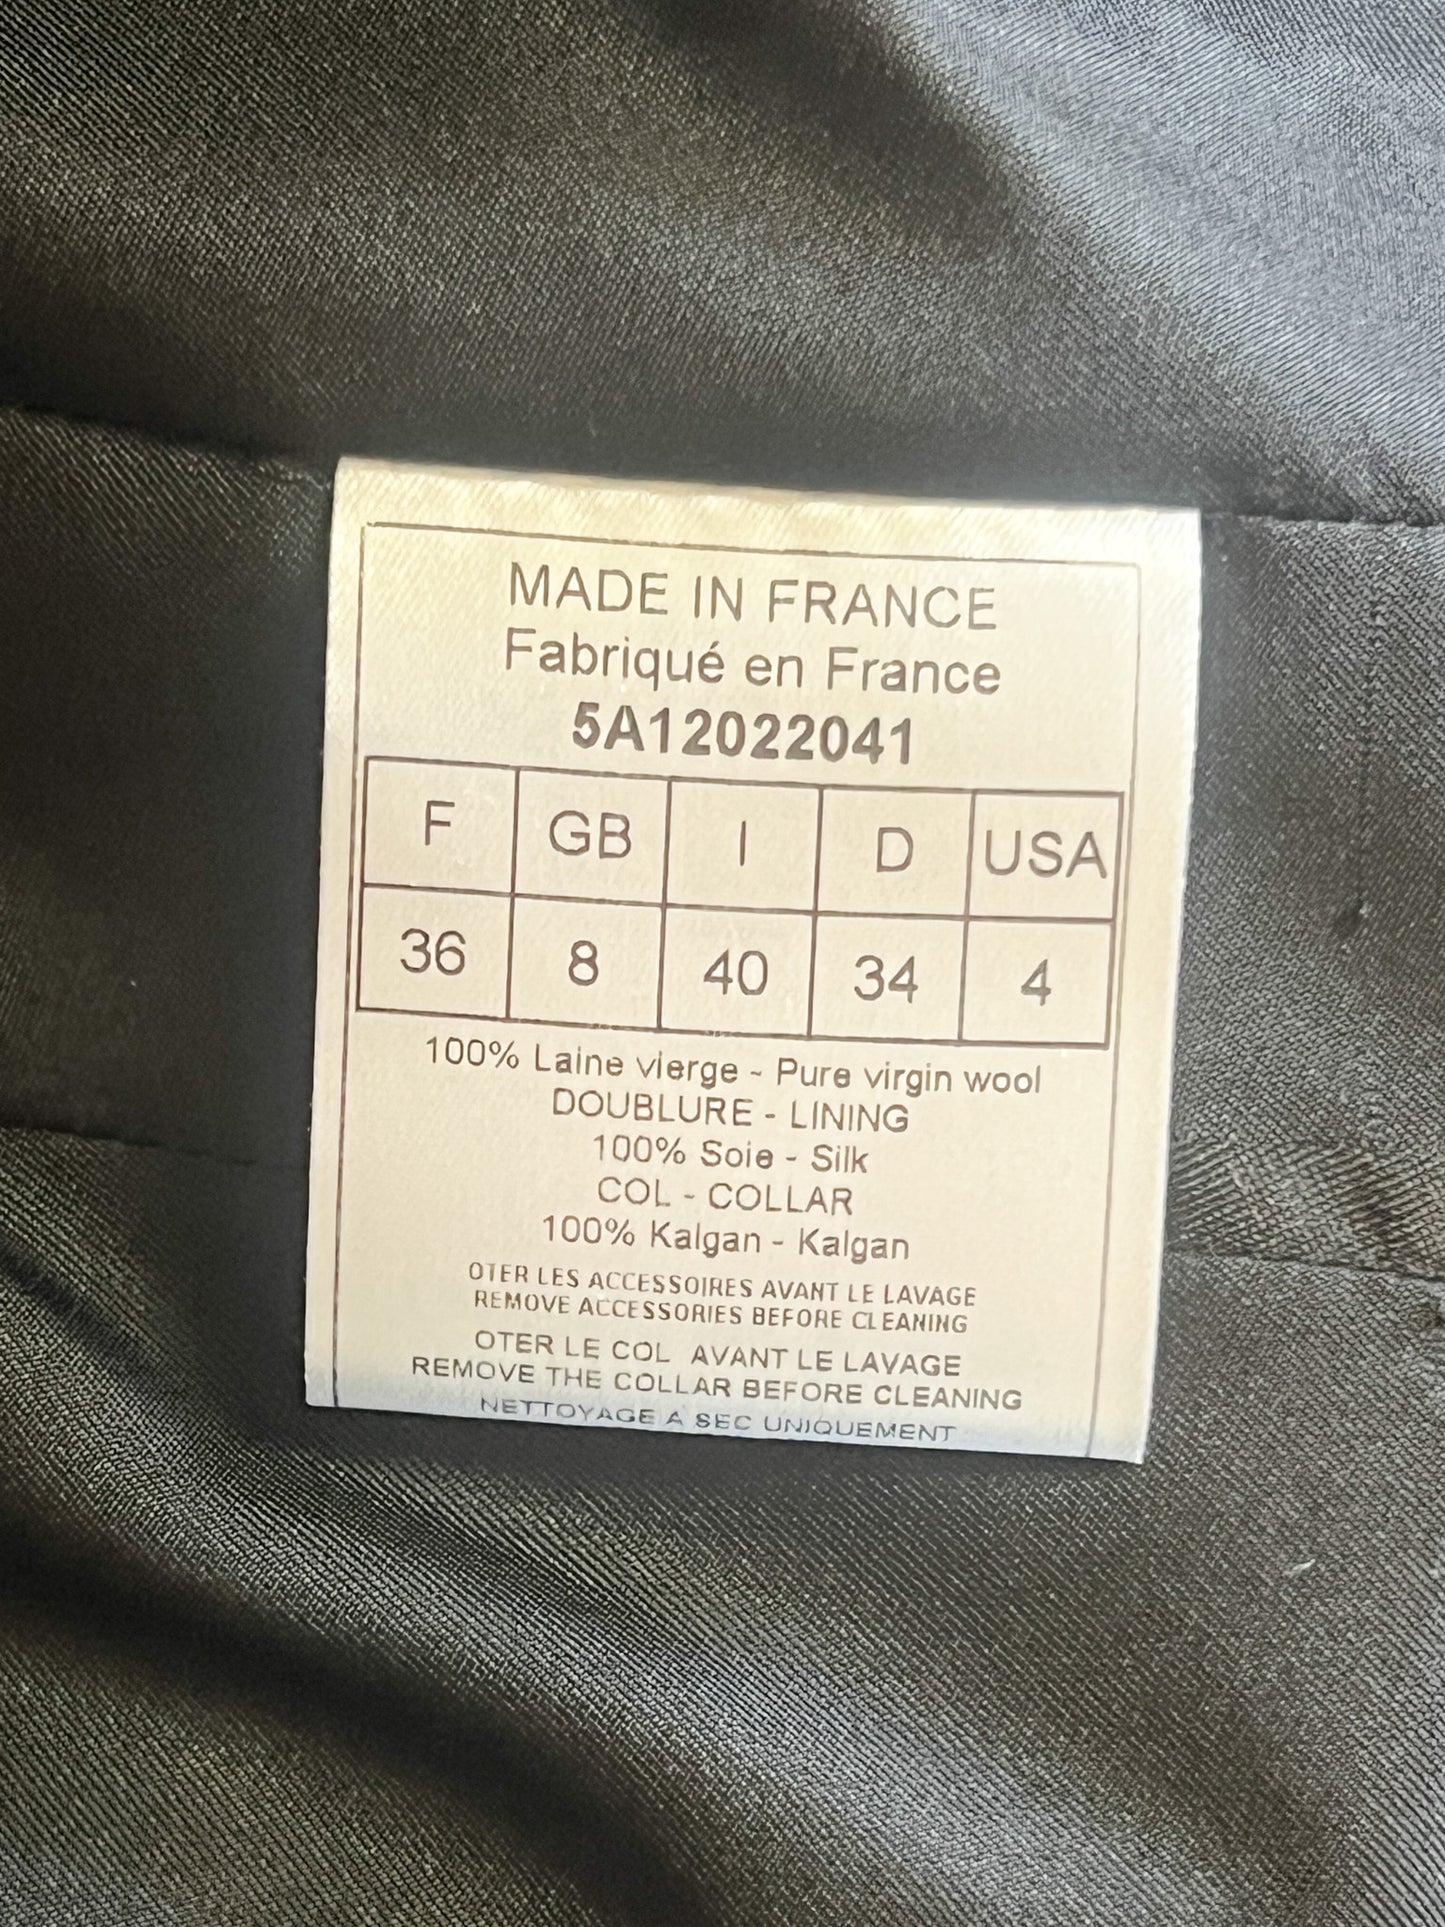 MADE IN FRANCE
Fabriqué en France
5A12022041
F GB I D USA
36 8 40 34 4
100% Laine vierge - Pure virgin wool
DOUBLURE - LINING
100% Soie - Silk
COL - COLLAR
100% Kalgan - Kalgan
OTER LES ACCESSOIRES AVANT LE LAVAGE
REMOVE ACCESSORIES BEFORE CLEANING
OTER LE COL AVANT LE LAVAGE
REMOVE THE COLLAR BEFORE CLEANING
NETTOYAGE A SEC UNIQUEMENT